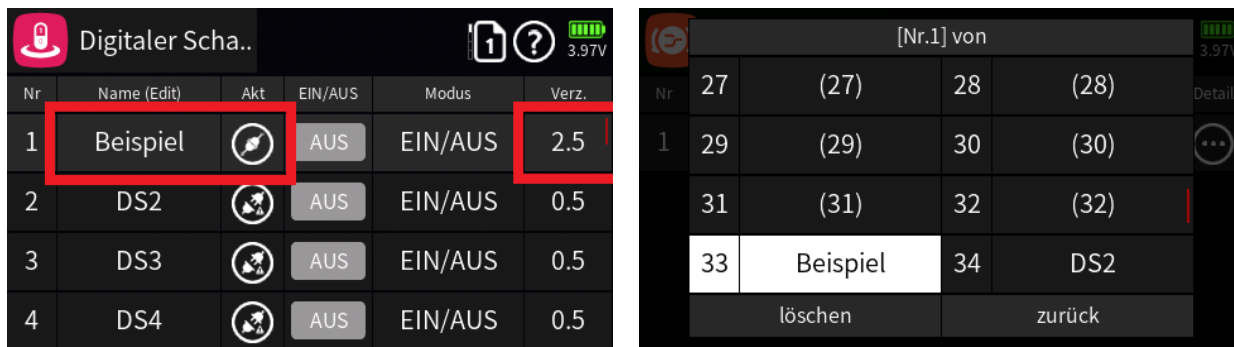 Digitaler Scha..
1
?
3.97V
Nr Name (Edit) Akt EIN/AUS Modus Verz.
1 Beispiel AUS EIN/AUS 2.5
2 DS2 AUS EIN/AUS 0.5
3 DS3 AUS EIN/AUS 0.5
4 DS4 AUS EIN/AUS 0.5
[Nr.1] von
3.97V
Nr
Detail
1
27 (27) 28 (28)
29 (29) 30 (30)
31 (31) 32 (32)
33 Beispiel 34 DS2
löschen zurück